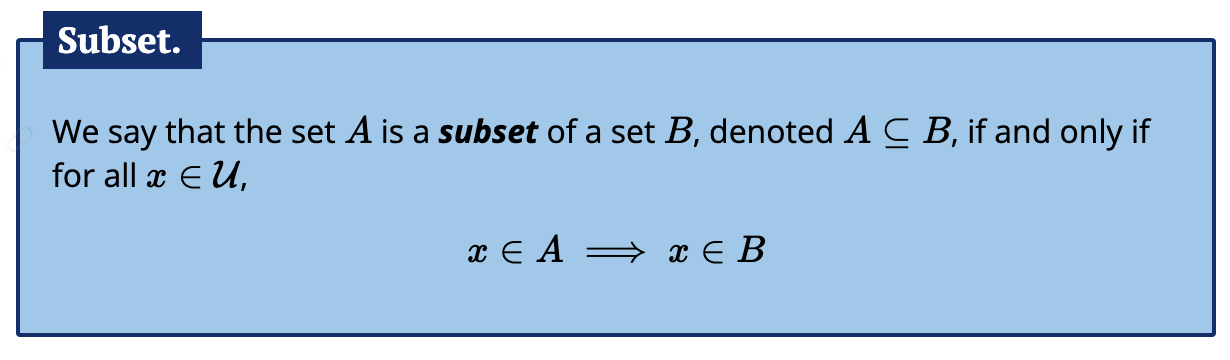 Subset.
We say that the set A is a subset of a set B, denoted A ⊆ B, if and only if
for all x ∈ 𝒰,
x ∈ A ⟹ x ∈ B